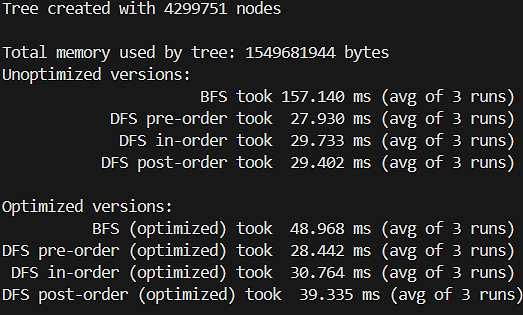 Tree created with 4299751 nodes
Total memory used by tree: 1549681944 bytes
Unoptimized versions:
BFS took 157.140 ms (avg of 3 runs)
DFS pre-order took 27.930 ms (avg of 3 runs)
DFS in-order took 29.733 ms (avg of 3 runs)
DFS post-order took 29.402 ms (avg of 3 runs)
Optimized versions:
BFS (optimized) took 48.968 ms (avg of 3 runs)
DFS pre-order (optimized) took 28.442 ms (avg of 3 runs)
DFS in-order (optimized) took 30.764 ms (avg of 3 runs)
DFS post-order (optimized) took 39.335 ms (avg of 3 runs)